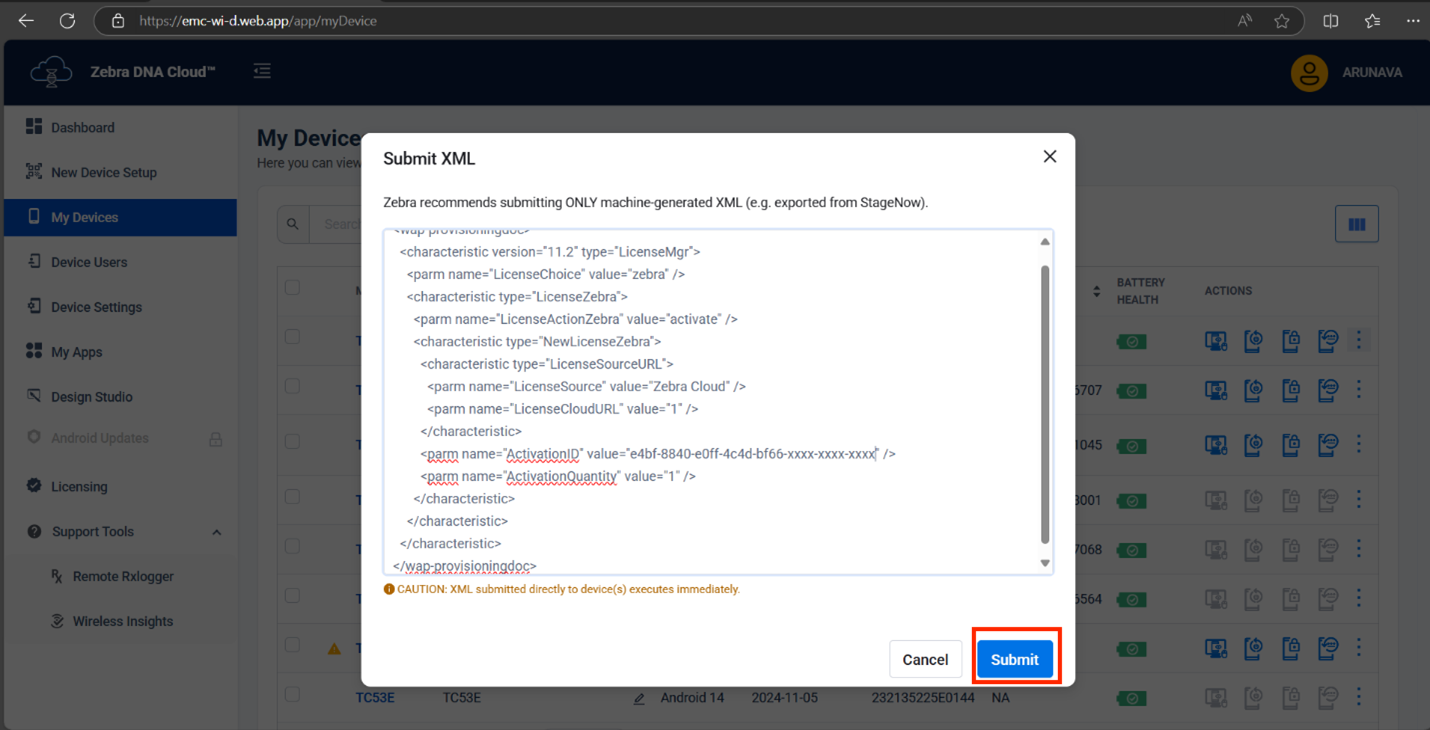 https://emc-wi-d.web.app/app/myDevice
Zebra DNA Cloud™
ARUNAVA
Dashboard
New Device Setup
My Devices
Device Users
Device Settings
My Apps
Design Studio
Android Updates
Licensing
Support Tools
Remote Rxlogger
Wireless Insights
My Device
Here you can view
Search
Submit XML
Zebra recommends submitting ONLY machine-generated XML (e.g. exported from StageNow).
<wap-provisioningdoc>
<characteristic version="11.2" type="LicenseMgr">
<parm name="LicenseChoice" value="zebra" />
<characteristic type="LicenseZebra">
<parm name="LicenseActionZebra" value="activate" />
<characteristic type="NewLicenseZebra">
<characteristic type="LicenseSourceURL">
<parm name="LicenseSource" value="Zebra Cloud" />
<parm name="LicenseCloudURL" value="1" />
</characteristic>
<parm name="ActivationID" value="e4bf-8840-e0ff-4c4d-bf66-xxxx-xxxx-xxxx" />
<parm name="ActivationQuantity" value="1" />
</characteristic>
</characteristic>
</characteristic>
</wap-provisioningdoc>
CAUTION: XML submitted directly to device(s) executes immediately.
Cancel
Submit
BATTERY
HEALTH
ACTIONS
6707
1045
3001
7068
6564
TC53E TC53E Android 14 2024-11-05 232135225E0144 NA